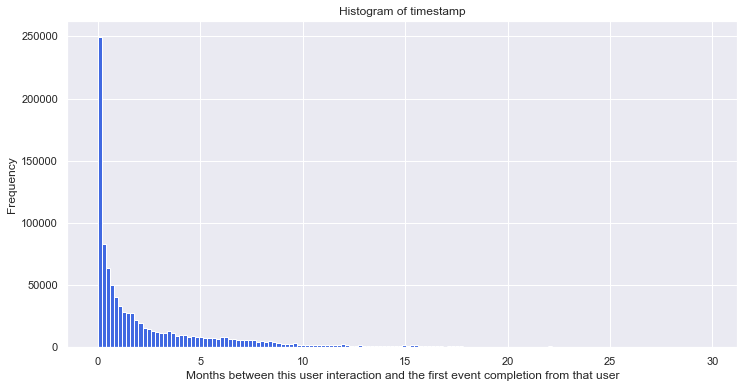 Histogram of timestamp
Frequency
250000
200000
150000
100000
50000
0
0 5 10 15 20 25 30
Months between this user interaction and the first event completion from that user